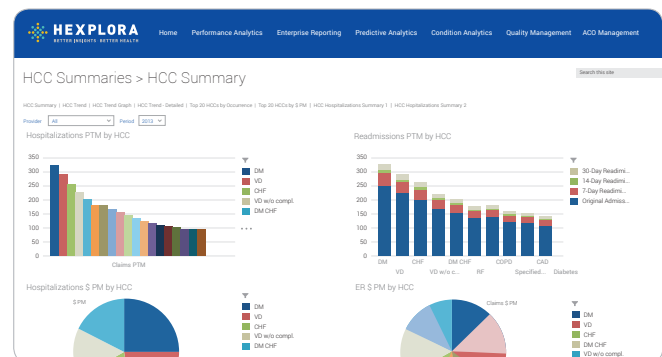 HEXPLORA
BETTER INSIGHTS · BETTER HEALTH
Home Performance Analytics Enterprise Reporting Predictive Analytics Condition Analytics Quality Management ACO Management
HCC Summaries > HCC Summary
Search this site
HCC Summary | HCC Trend | HCC Trend Graph | HCC Trend - Detailed | Top 20 HCCs by Occurrence | Top 20 HCCs by $ PM | HCC Hospitalizations Summary 1 | HCC Hospitalizations Summary 2
Provider All Period 2013
Hospitalizations PTM by HCC
350
300
250
200
150
100
50
0
Claims PTM
DM
VD
CHF
VD w/o compl.
DM CHF
...
Readmissions PTM by HCC
350
300
250
200
150
100
50
0
DM CHF DM CHF COPD CAD
VD VD w/o c... RF Specified... Diabetes
30-Day Readimi...
14-Day Readimi...
7-Day Readimi...
Original Admiss...
Hospitalizations $ PM by HCC
$ PM
DM
VD
CHF
VD w/o compl.
DM CHF
ER $ PM by HCC
Claims $ PM
DM
VD
CHF
DM CHF
VD w/o compl.